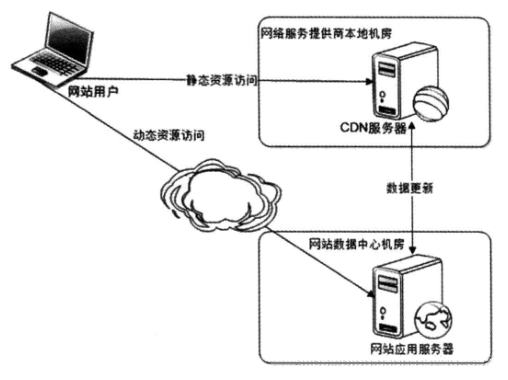 网络服务提供商本地机房
网站用户
静态资源访问
CDN服务器
动态资源访问
数据更新
网站数据中心机房
网站应用服务器